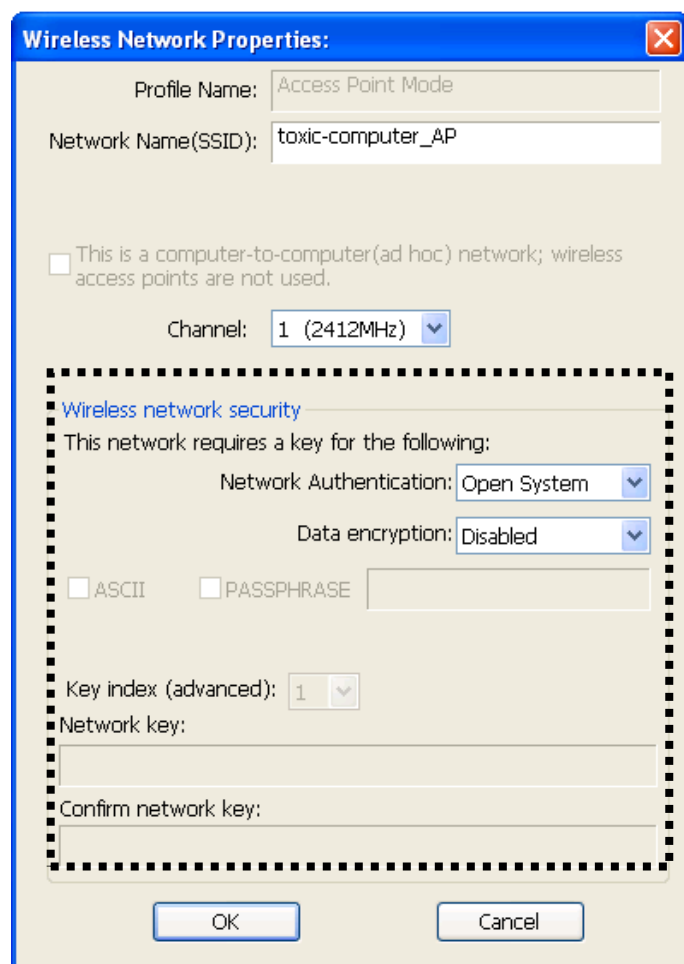 Wireless Network Properties:
Profile Name: Access Point Mode
Network Name(SSID): toxic-computer_AP
This is a computer-to-computer(ad hoc) network; wireless
access points are not used.
Channel: 1 (2412MHz)
Wireless network security
This network requires a key for the following:
Network Authentication: Open System
Data encryption: Disabled
ASCII PASSPHRASE
Key index (advanced): 1
Network key:
Confirm network key:
OK Cancel